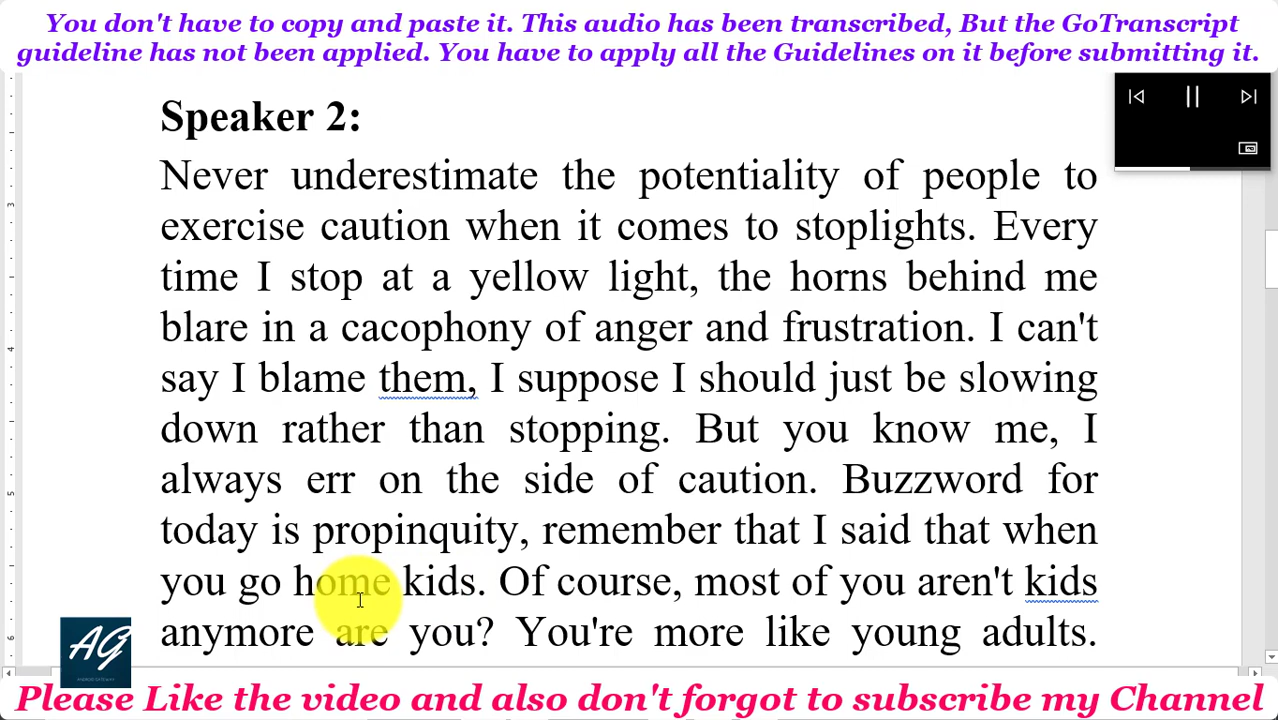 You don't have to copy and paste it. This audio has been transcribed, But the GoTranscript
guideline has not been applied. You have to apply all the Guidelines on it before submitting it.
Speaker 2:
Never underestimate the potentiality of people to
exercise caution when it comes to stoplights. Every
time I stop at a yellow light, the horns behind me
blare in a cacophony of anger and frustration. I can't
say I blame them, I suppose I should just be slowing
down rather than stopping. But you know me, I
always err on the side of caution. Buzzword for
today is propinquity, remember that I said that when
you go home kids. Of course, most of you aren't kids
anymore are you? You're more like young adults.
3
4
5
6
AG
Please Like the video and also don't forgot to subscribe my Channel